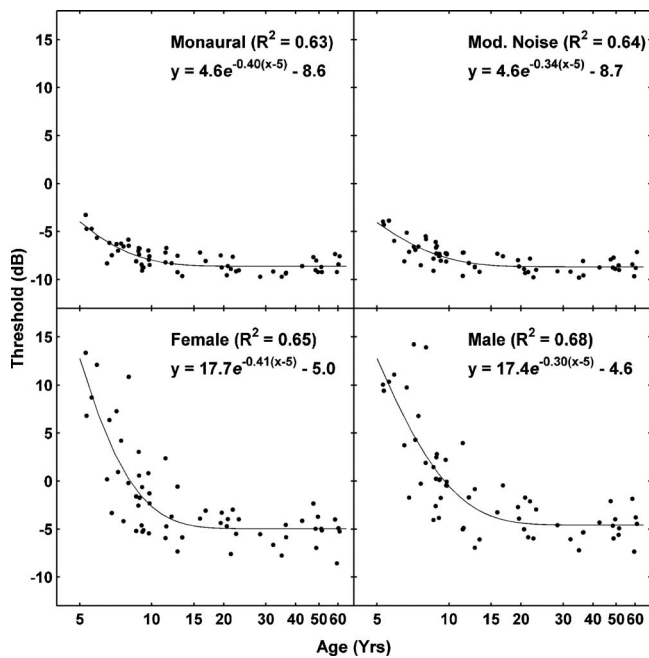 Monaural (R² = 0.63)
y = 4.6e^-0.40(x-5) - 8.6
Mod. Noise (R² = 0.64)
y = 4.6e^-0.34(x-5) - 8.7
15
10
5
0
-5
-10
Female (R² = 0.65)
y = 17.7e^-0.41(x-5) - 5.0
Male (R² = 0.68)
y = 17.4e^-0.30(x-5) - 4.6
15
10
5
0
-5
-10
Threshold (dB)
5 10 20 30 40 50 60
5 10 20 30 40 50 60
Age (Yrs)